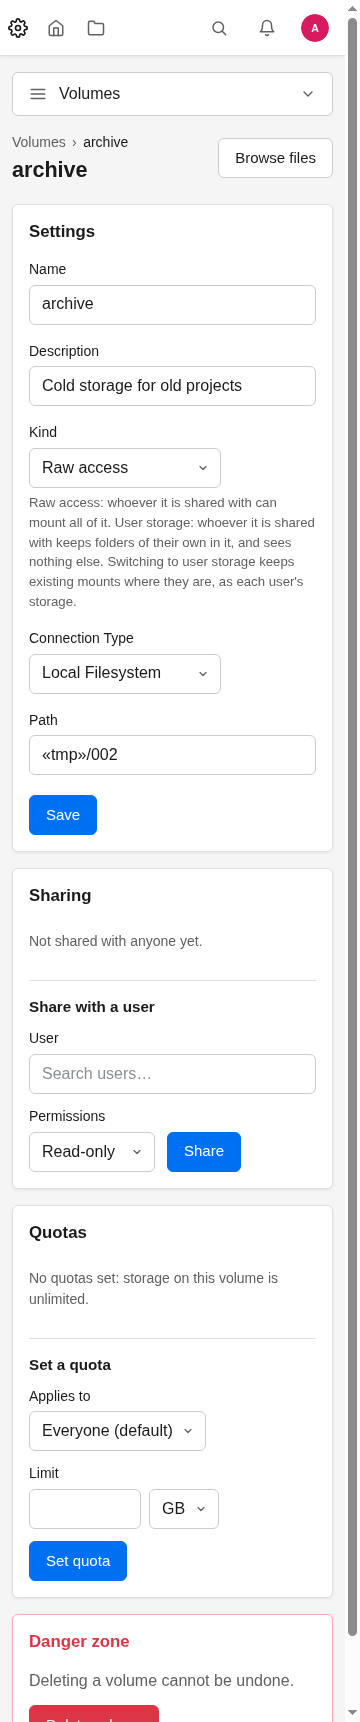 A
Volumes
Volumes › archive
archive
Browse files
Settings
Name
archive
Description
Cold storage for old projects
Kind
Raw access
Raw access: whoever it is shared with can
mount all of it. User storage: whoever it is shared
with keeps folders of their own in it, and sees
nothing else. Switching to user storage keeps
existing mounts where they are, as each user's
storage.
Connection Type
Local Filesystem
Path
«tmp»/002
Save
Sharing
Not shared with anyone yet.
Share with a user
User
Search users…
Permissions
Read-only
Share
Quotas
No quotas set: storage on this volume is
unlimited.
Set a quota
Applies to
Everyone (default)
Limit
GB
Set quota
Danger zone
Deleting a volume cannot be undone.